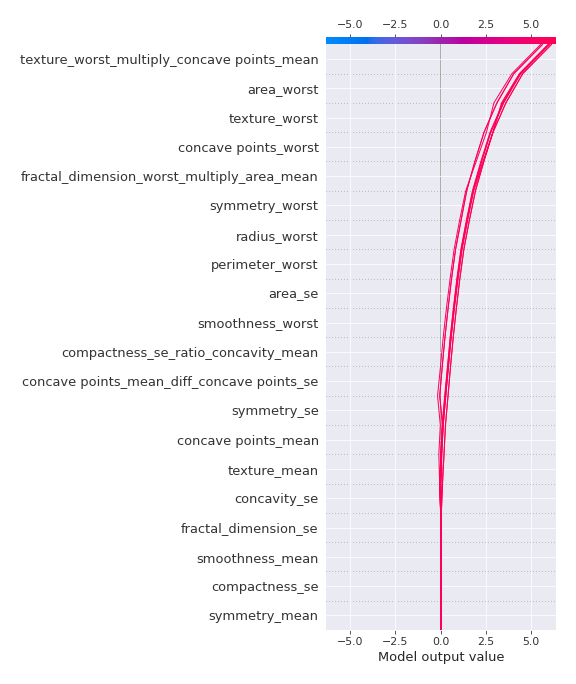 −5.0 −2.5 0.0 2.5 5.0
texture_worst_multiply_concave points_mean
area_worst
texture_worst
concave points_worst
fractal_dimension_worst_multiply_area_mean
symmetry_worst
radius_worst
perimeter_worst
area_se
smoothness_worst
compactness_se_ratio_concavity_mean
concave points_mean_diff_concave points_se
symmetry_se
concave points_mean
texture_mean
concavity_se
fractal_dimension_se
smoothness_mean
compactness_se
symmetry_mean
−5.0 −2.5 0.0 2.5 5.0
Model output value